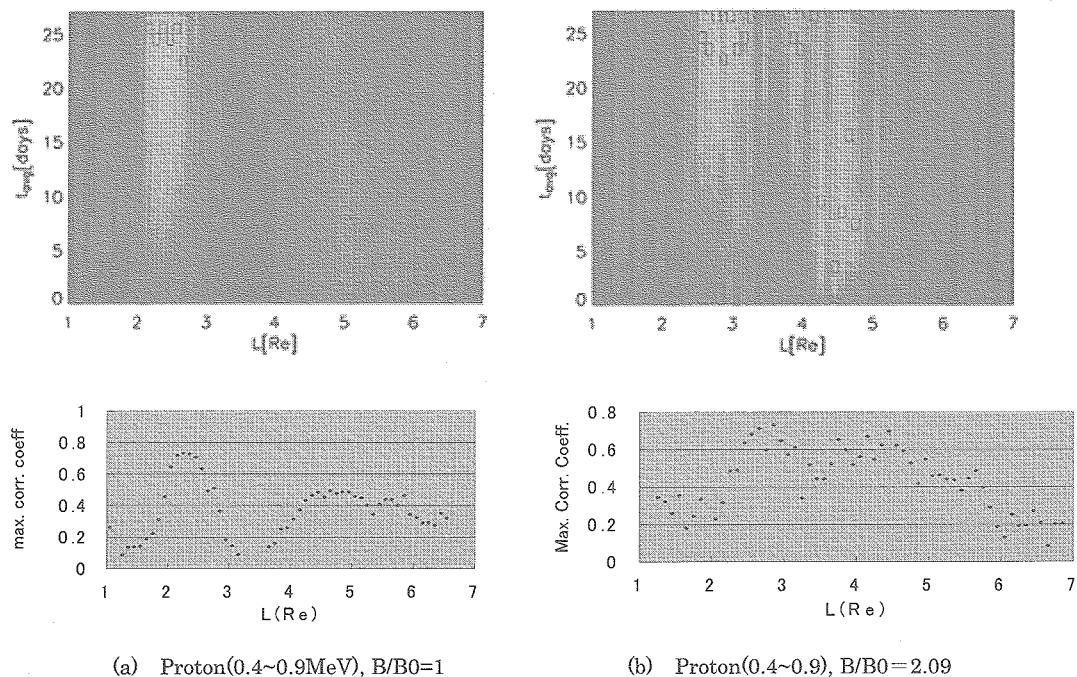 25
20
15
10
5
0
t_avg[days]
1 2 3 4 5 6 7
L[Re]
25
20
15
10
5
0
t_avg[days]
1 2 3 4 5 6 7
L[Re]
1
0.8
0.6
0.4
0.2
0
max. corr. coeff
1 2 3 4 5 6 7
L(Re)
0.8
0.6
0.4
0.2
0
Max. Corr. Coeff.
1 2 3 4 5 6 7
L(Re)
(a) Proton(0.4~0.9MeV), B/B0=1
(b) Proton(0.4~0.9), B/B0=2.09